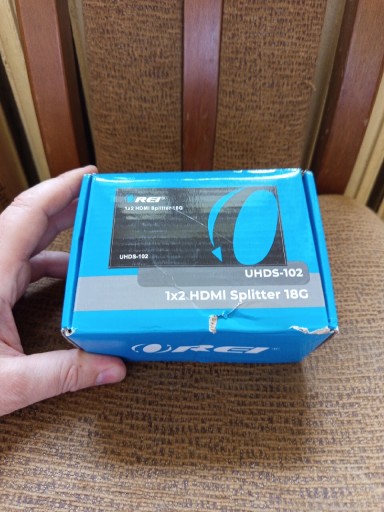 OREI
1x2 HDMI Splitter 18G
UHDS-102
UHDS-102
1x2 HDMI Splitter 18G
OREI